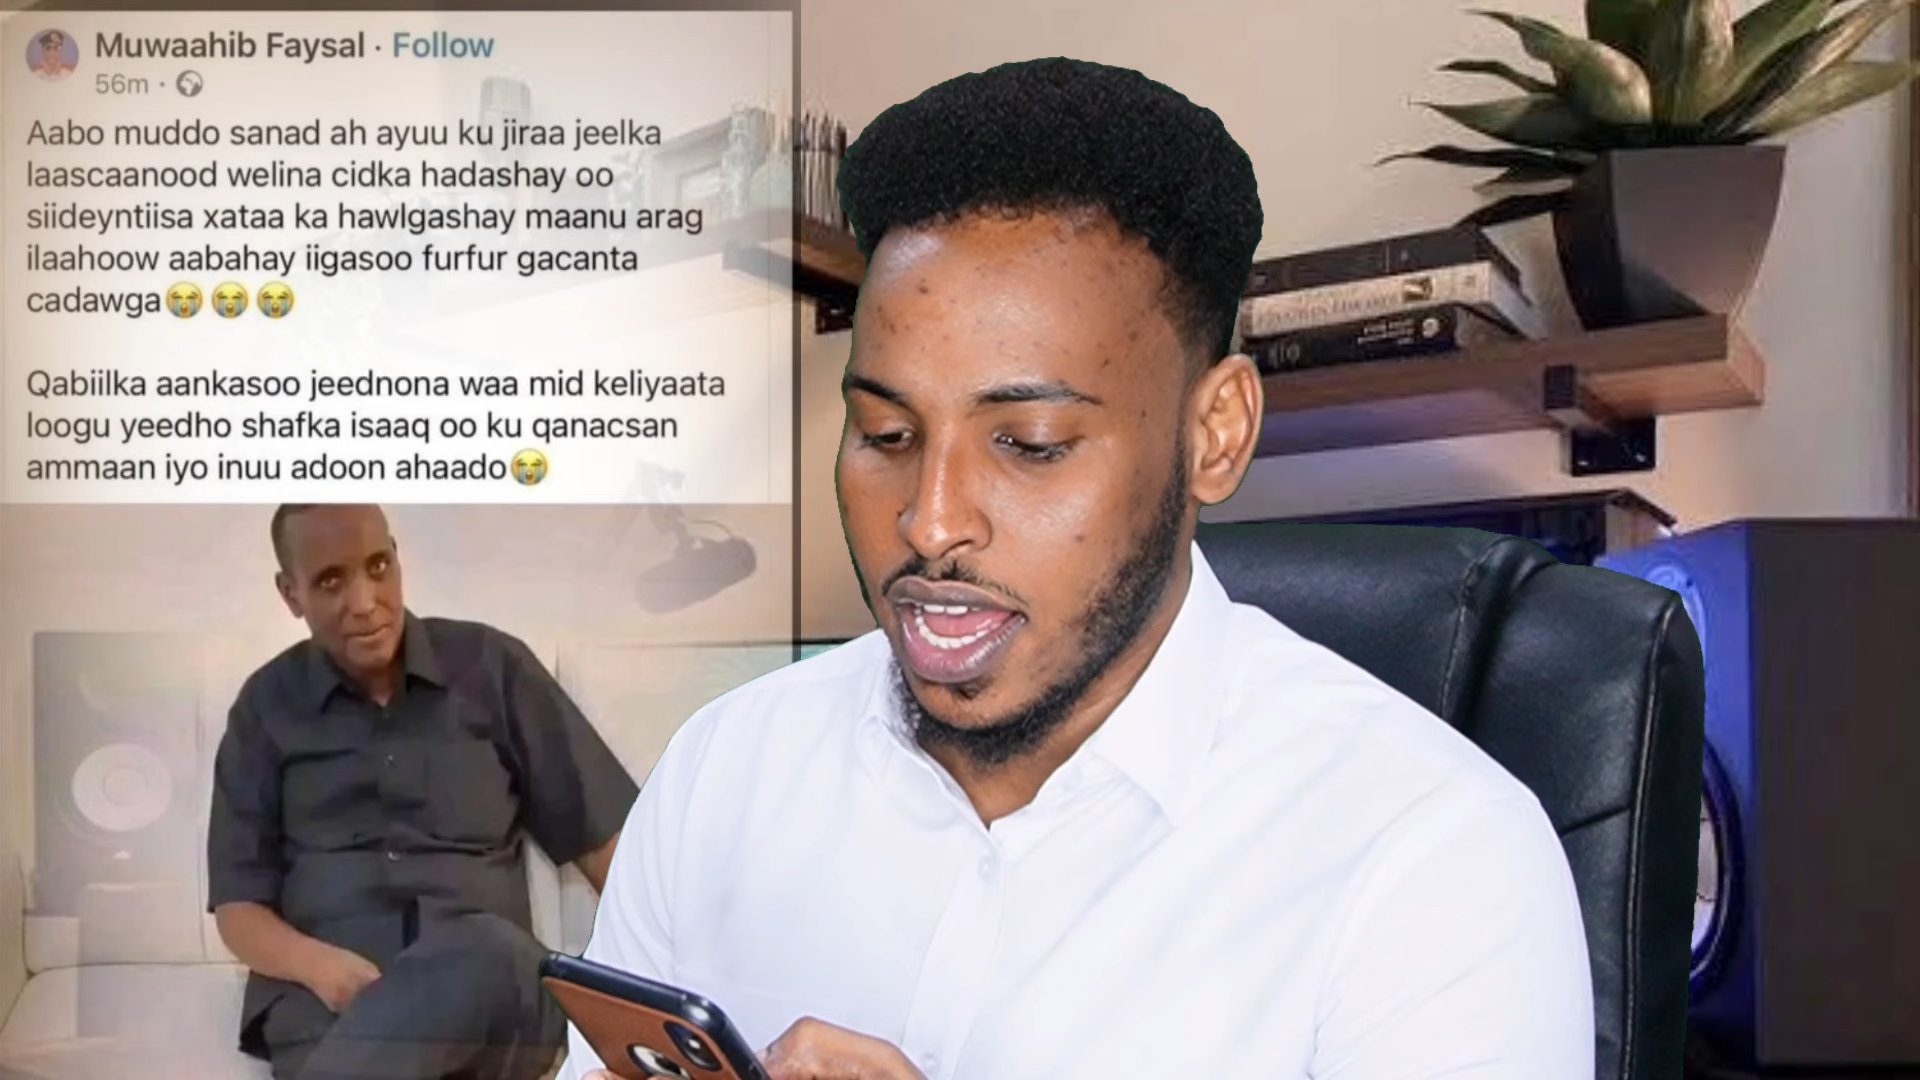 Muwaahib Faysal · Follow
56m ·
Aabo muddo sanad ah ayuu ku jiraa jeelka
laascaanood welina cidka hadashay oo
siideyntiisa xataa ka hawlgashay maanu arag
ilaahoow aabahay iigasoo furfur gacanta
cadawga😭😭😭
Qabiilka aankasoo jeednona waa mid keliyaata
loogu yeedho shafka isaaq oo ku qanacsan
ammaan iyo inuu adoon ahaado😭